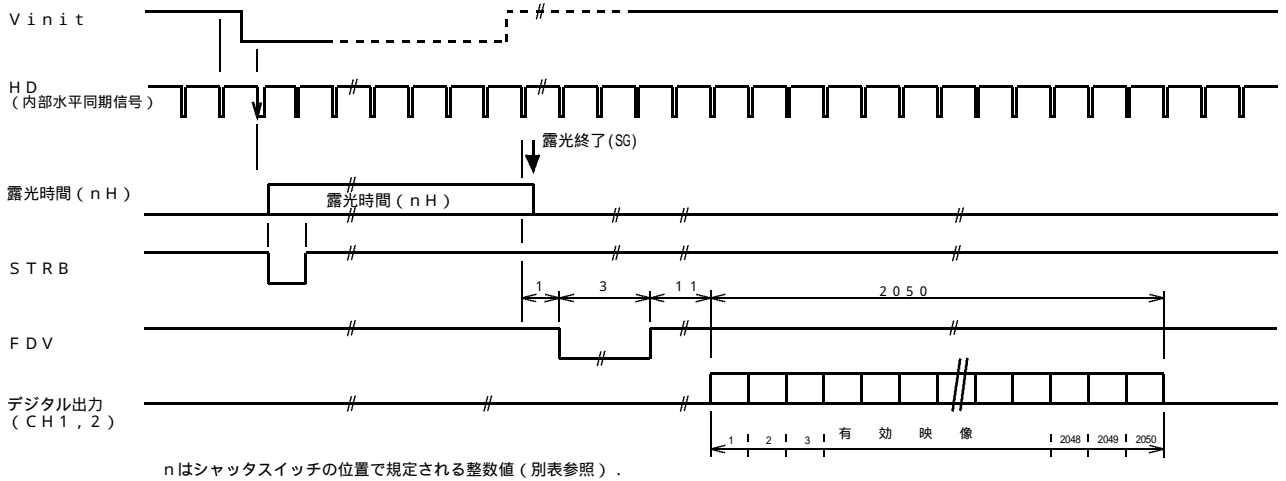 Vinit
HD
(内部水平同期信号)
露光終了(SG)
露光時間(nH)
露光時間(nH)
STRB
1 3 11 2050
FDV
デジタル出力
(CH1,2)
有効映像
1 2 3 2048 2049 2050
nはシャッタスイッチの位置で規定される整数値(別表参照).